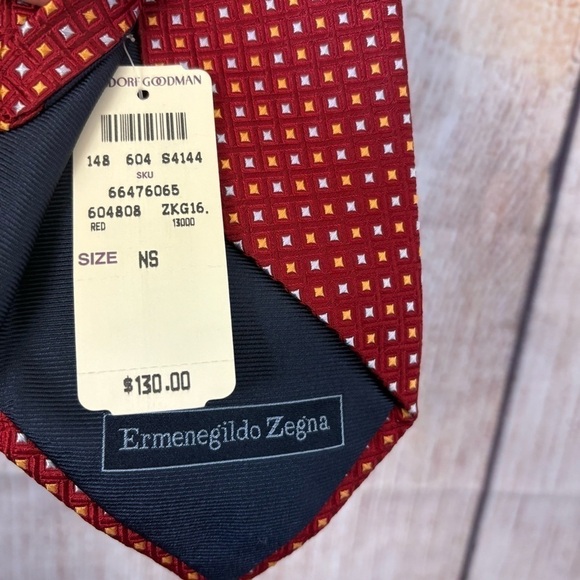 DORF GOODMAN
148 604 S4144
SKU
66476065
604808 ZKG16.
RED 13000
SIZE NS
$130.00
Ermenegildo Zegna